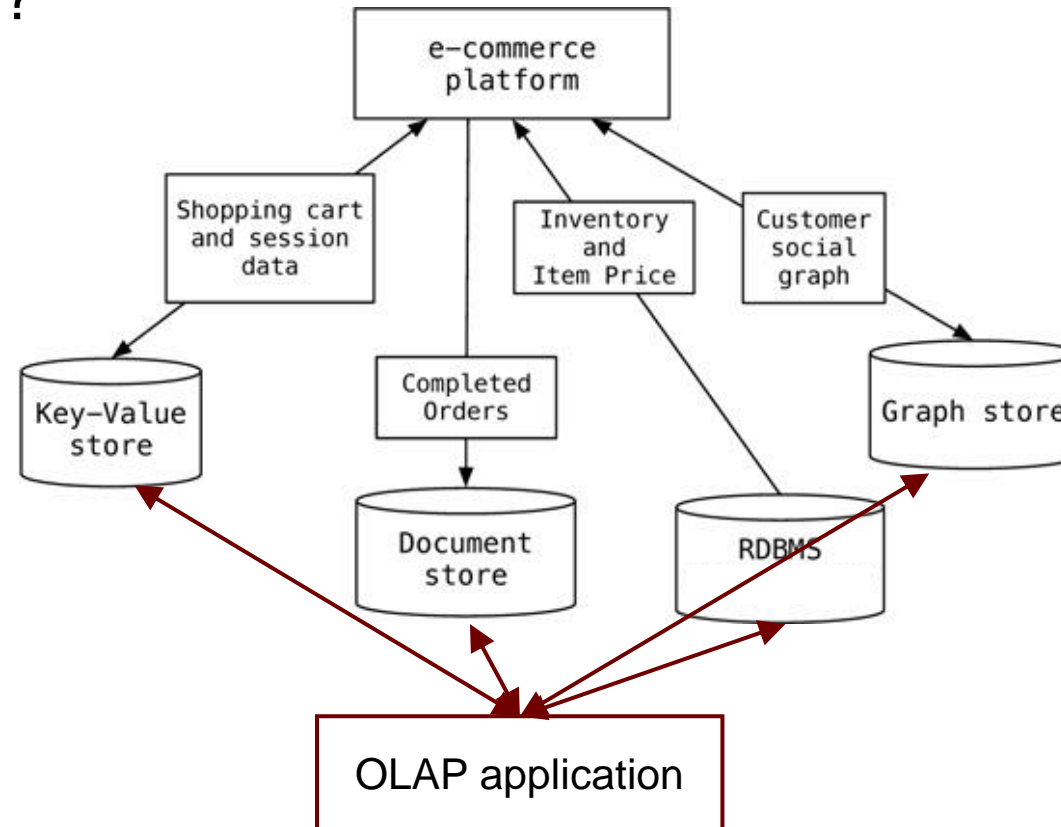 ?
e-commerce
platform
Shopping cart
and session
data
Inventory
and
Item Price
Customer
social
graph
Completed
Orders
Key-Value
store
Graph store
Document
store
RDBMS
OLAP application